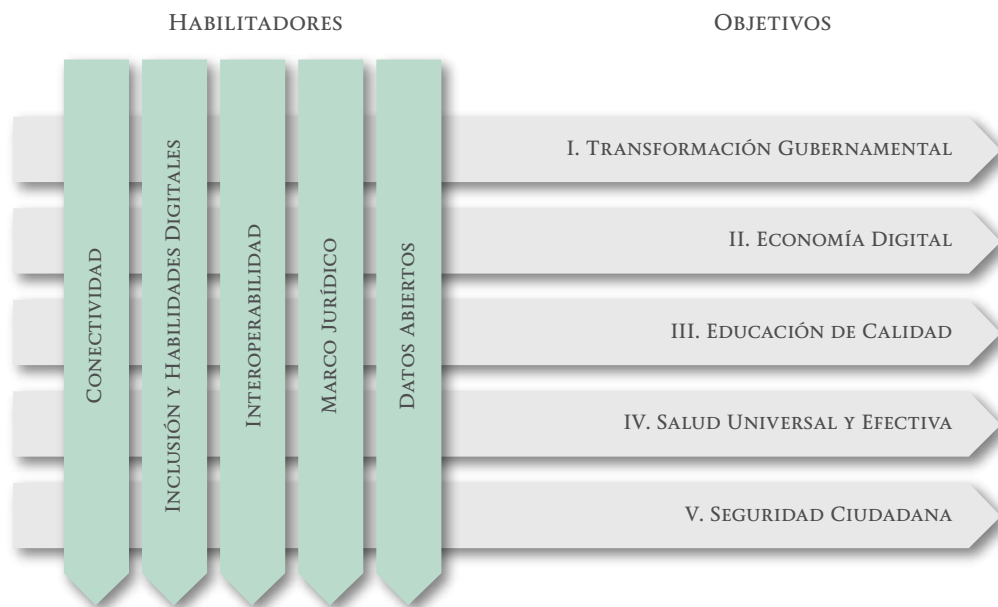 Habilitadores
Objetivos
Conectividad
Inclusión y Habilidades Digitales
Interoperabilidad
Marco Jurídico
Datos Abiertos
I. Transformación Gubernamental
II. Economía Digital
III. Educación de Calidad
IV. Salud Universal y Efectiva
V. Seguridad Ciudadana